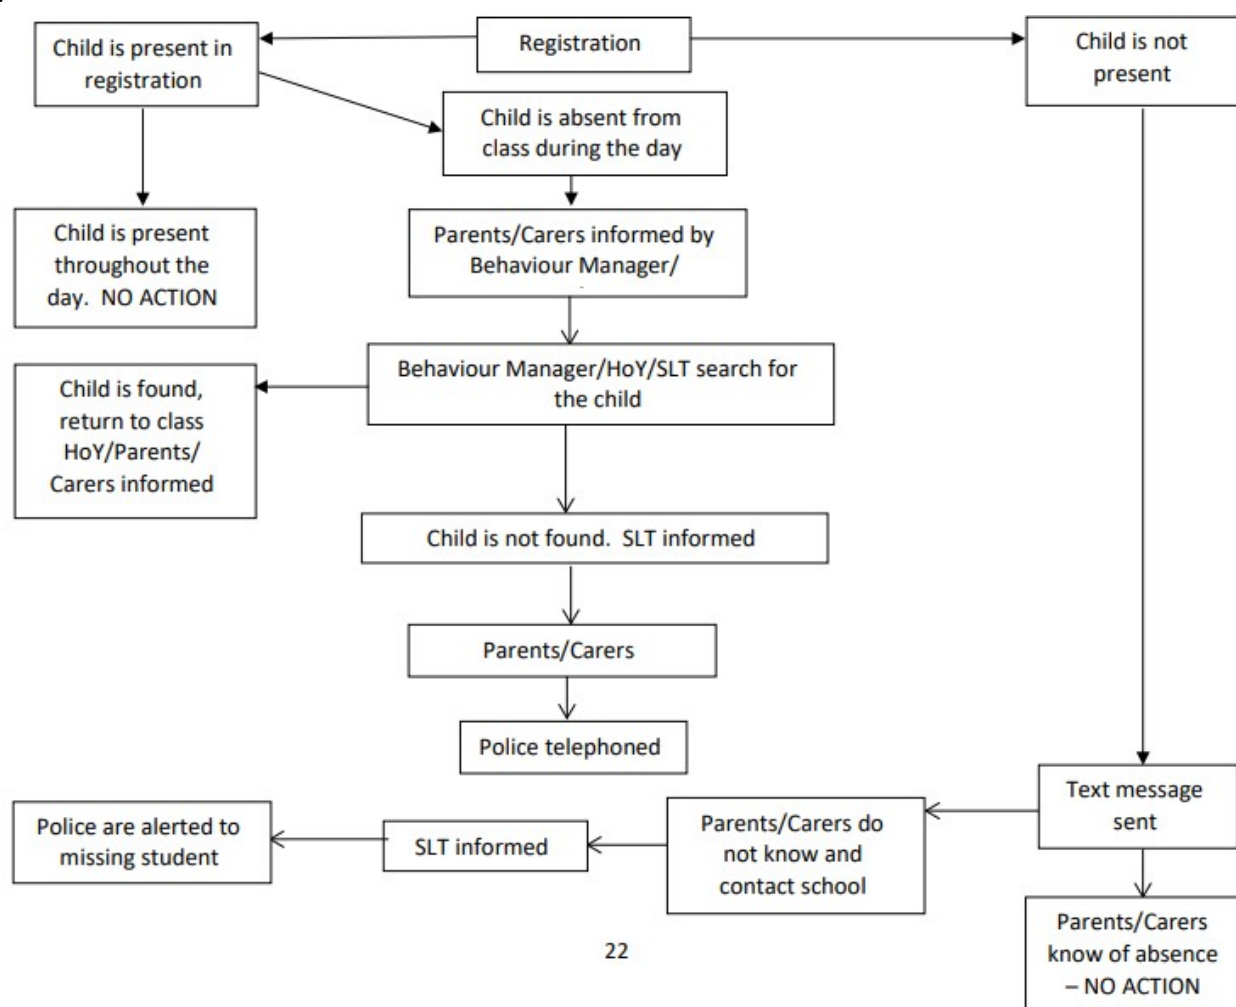 Child is present in
registration
Registration
Child is not
present
Child is absent from
class during the day
Child is present
throughout the
day.  NO ACTION
Parents/Carers informed by
Behaviour Manager/
Behaviour Manager/HoY/SLT search for
the child
Child is found,
return to class
HoY/Parents/
Carers informed
Child is not found.  SLT informed
Parents/Carers
Police telephoned
Text message
sent
Parents/Carers do
not know and
contact school
SLT informed
Police are alerted to
missing student
Parents/Carers
know of absence
– NO ACTION
22